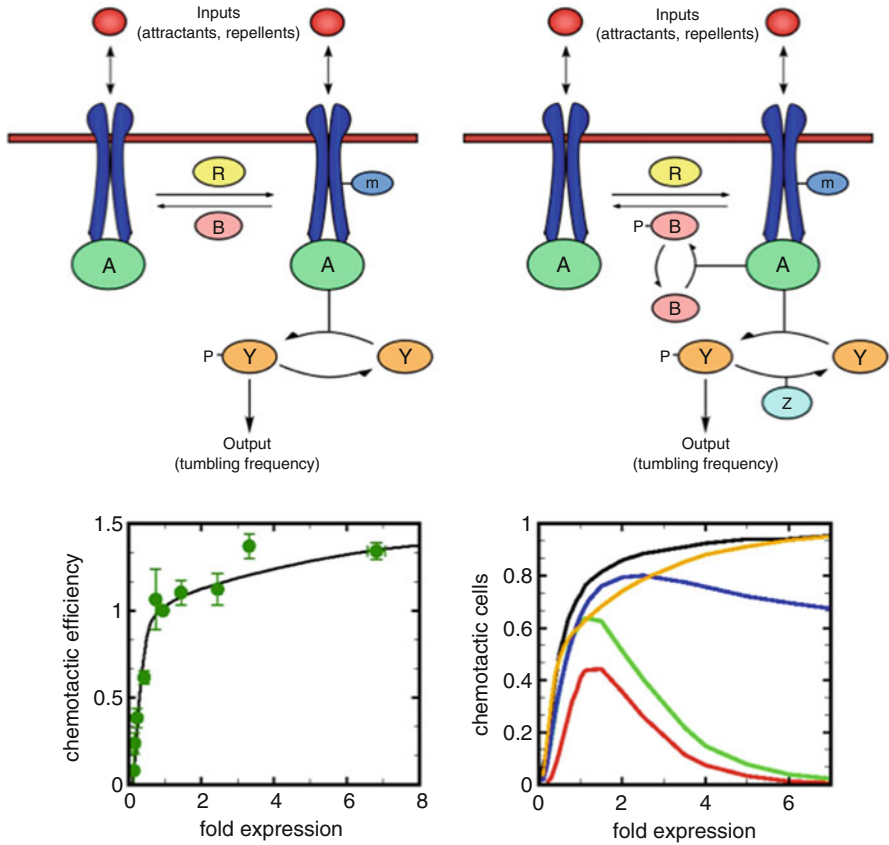 Inputs
(attractants, repellents)
R
B
m
A
A
P
Y
Y
Output
(tumbling frequency)
Inputs
(attractants, repellents)
R
P
B
m
A
A
B
P
Y
Y
Z
Output
(tumbling frequency)
chemotactic efficiency
1.5
1
0.5
0
0
2
4
6
8
fold expression
chemotactic cells
1
0.8
0.6
0.4
0.2
0
0
2
4
6
fold expression